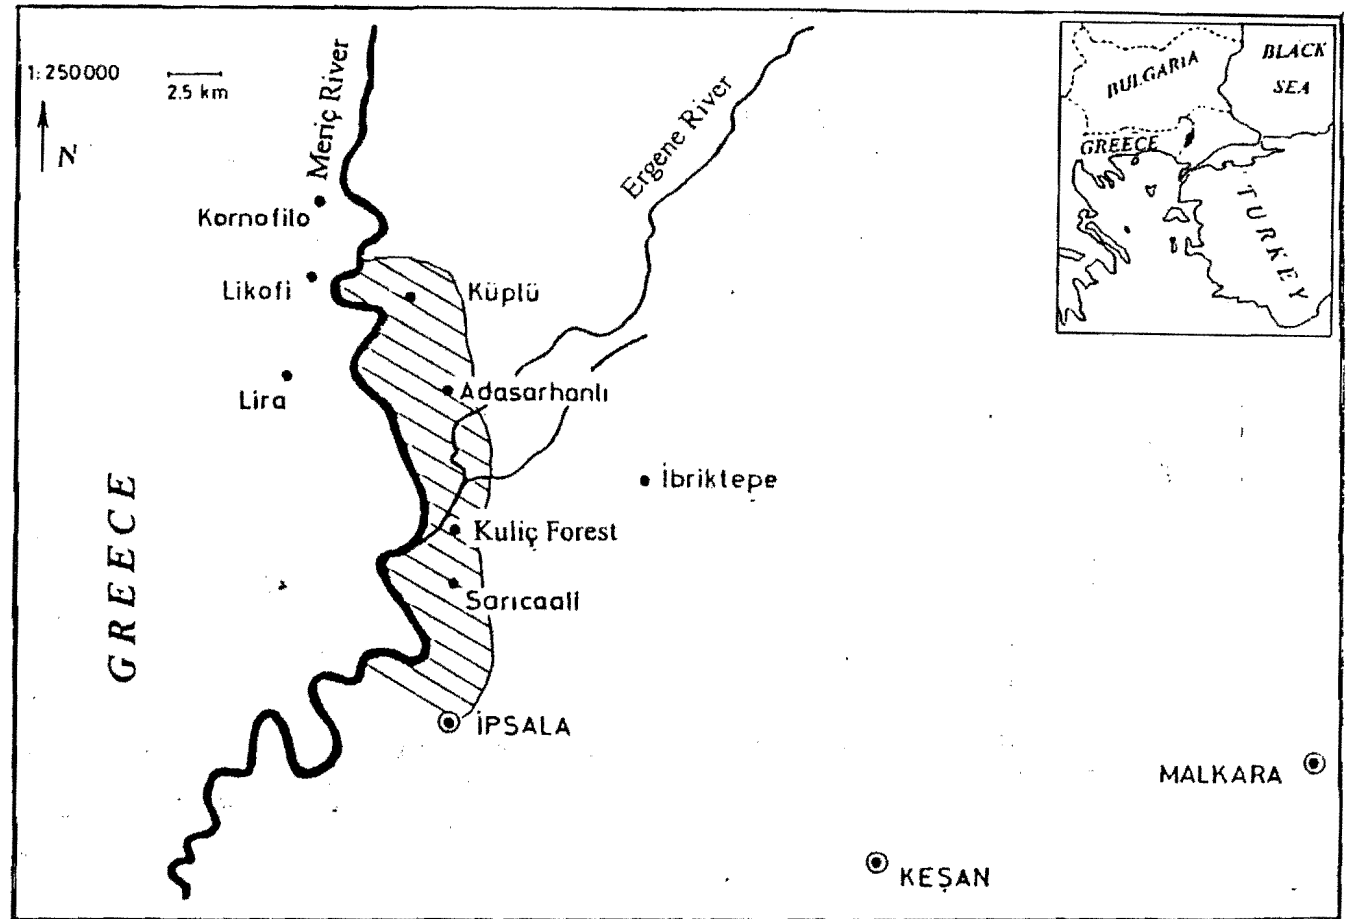 1:250000
2.5 km
N
Meriç River
Ergene River
Kornofilo
Likofi
Küplü
Lira
Adasarhanlı
İbriktepe
Kuliç Forest
Sarıcaali
GREECE
İPSALA
MALKARA
KEŞAN
BULGARIA
BLACK
SEA
GREECE
TURKEY